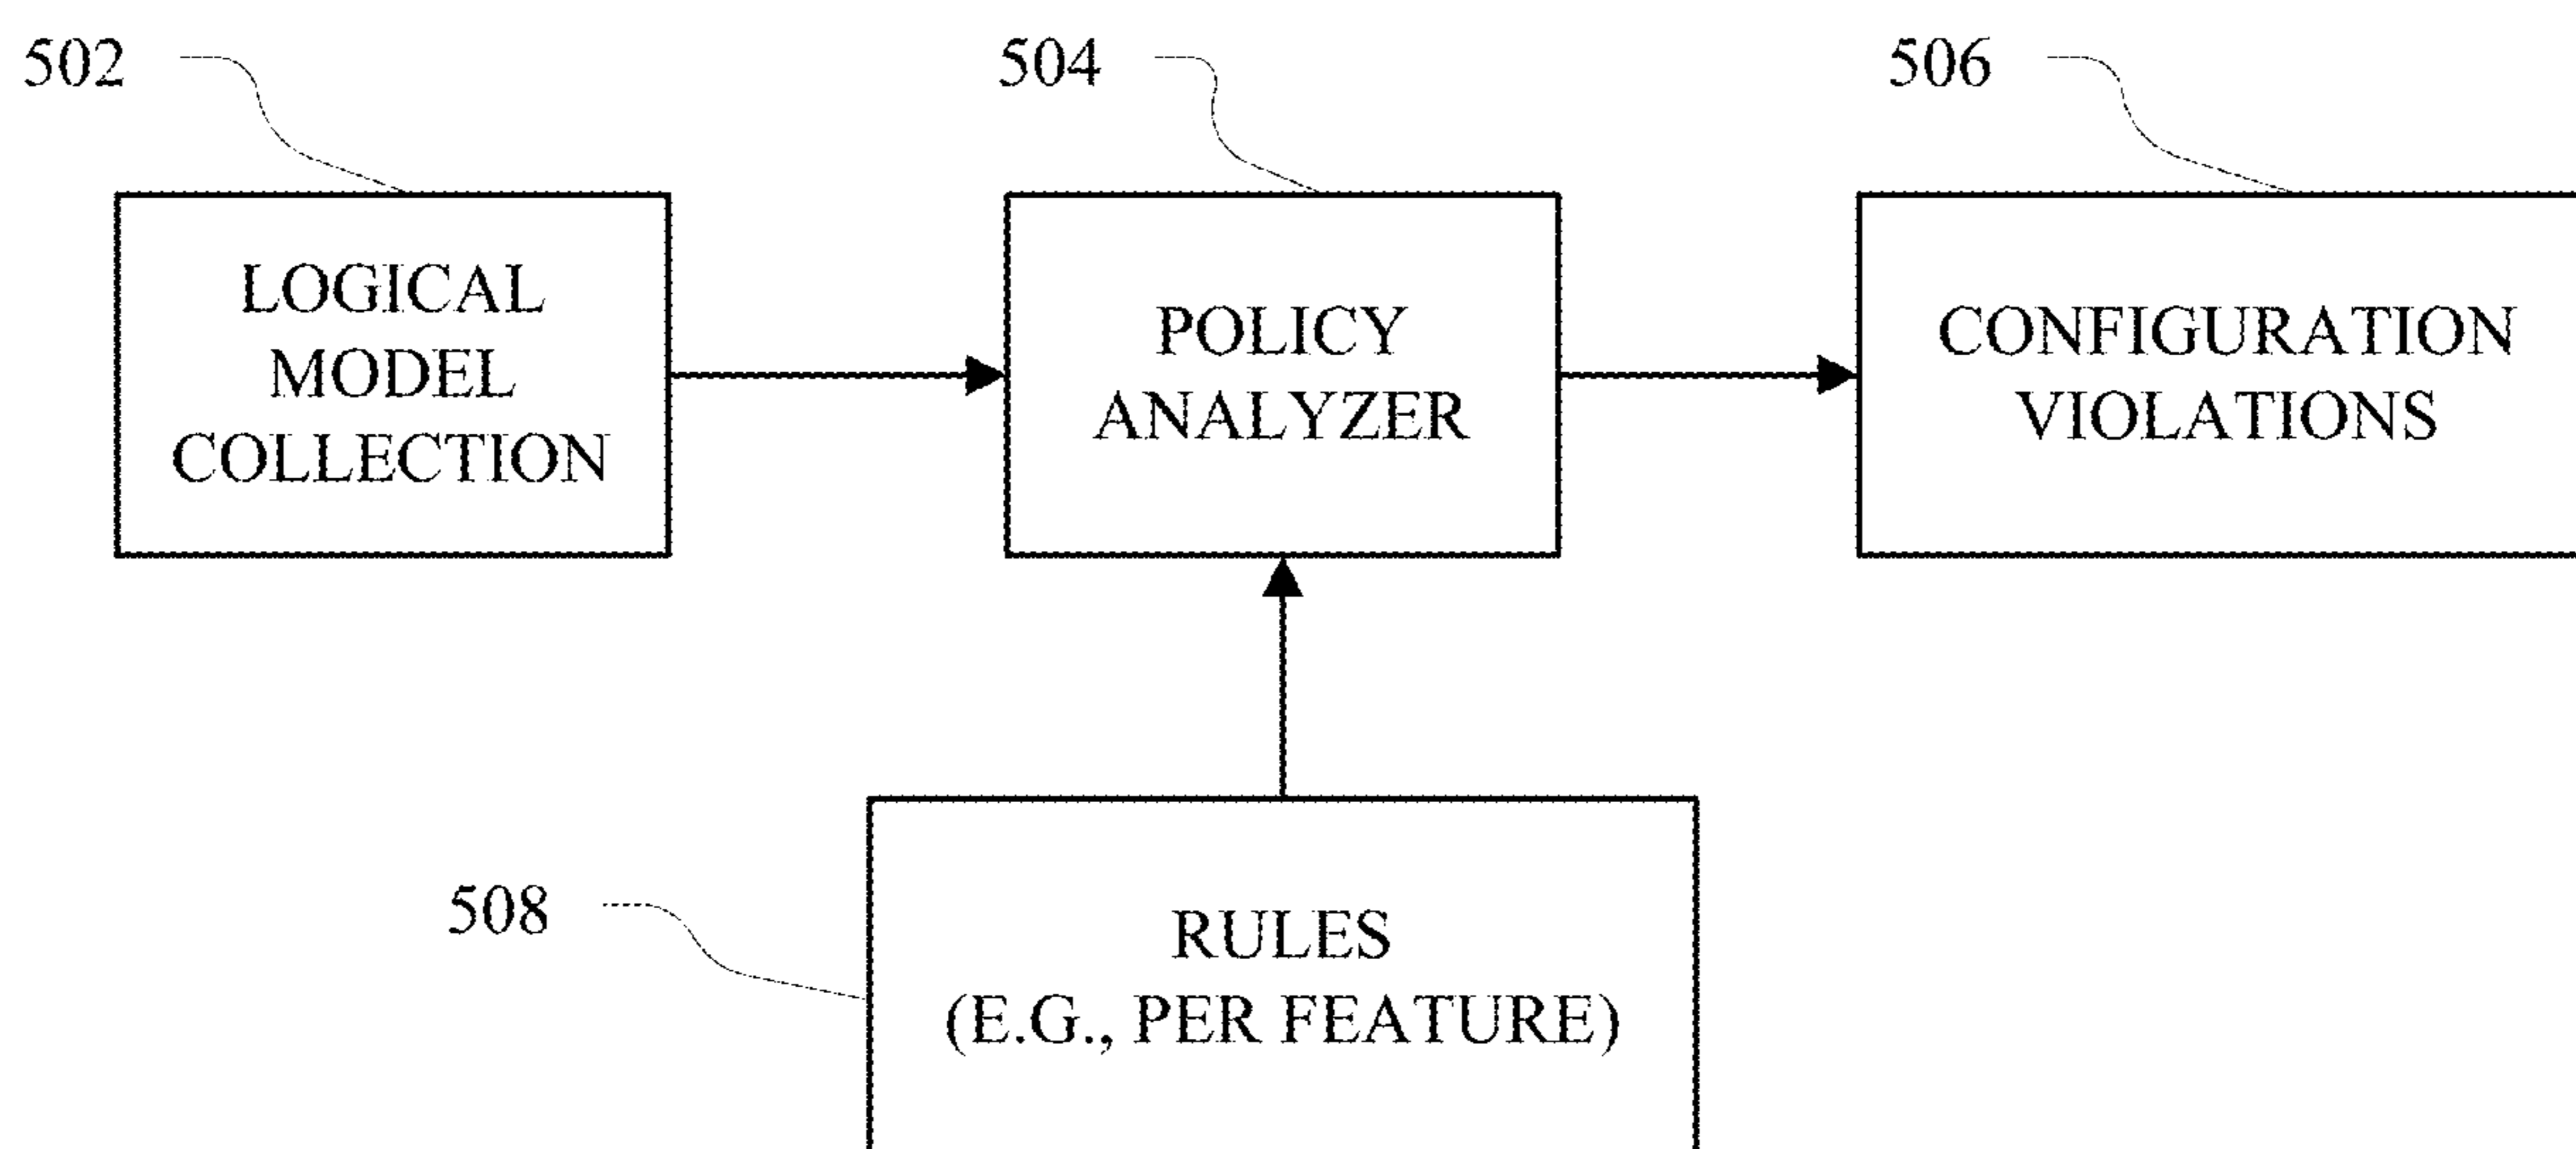 502
504
506
LOGICAL
MODEL
COLLECTION
POLICY
ANALYZER
CONFIGURATION
VIOLATIONS
508
RULES
(E.G., PER FEATURE)